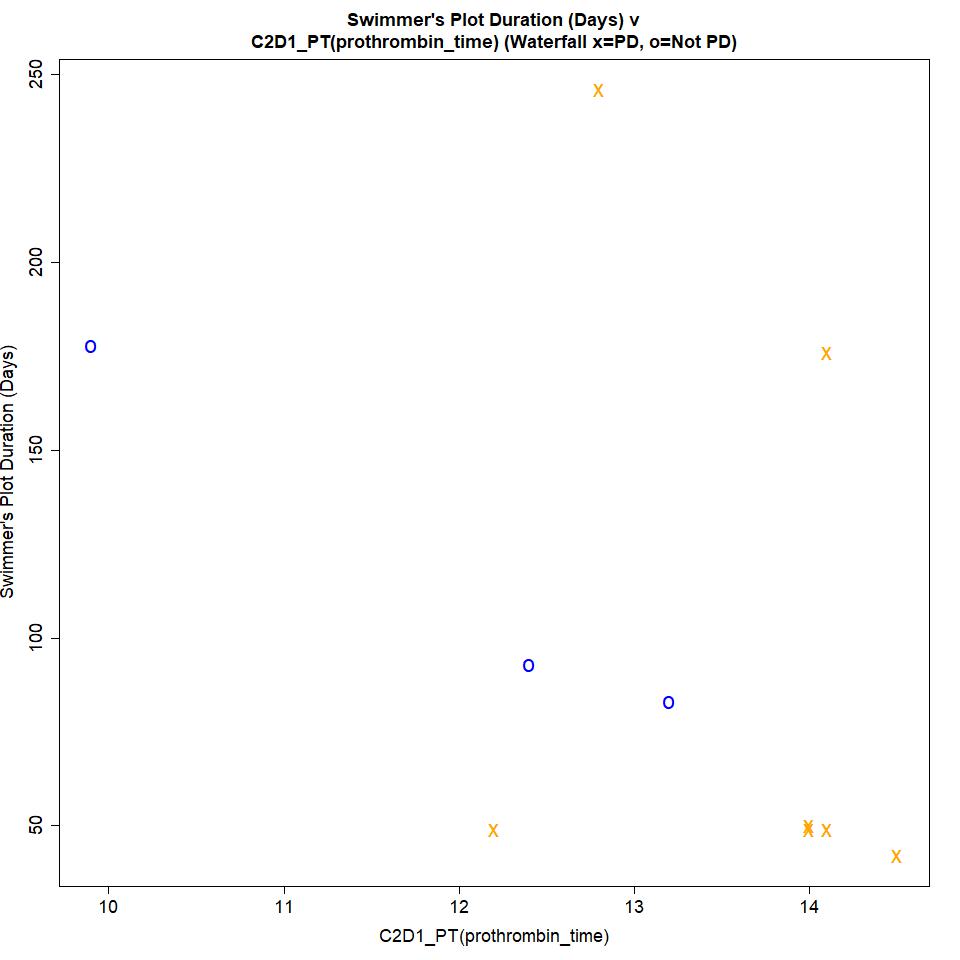 Swimmer's Plot Duration (Days) v
C2D1_PT(prothrombin_time) (Waterfall x=PD, o=Not PD)
Swimmer's Plot Duration (Days)
250
200
150
100
50
X
O
X
O
O
X
X
X
X
X
10 11 12 13 14
C2D1_PT(prothrombin_time)